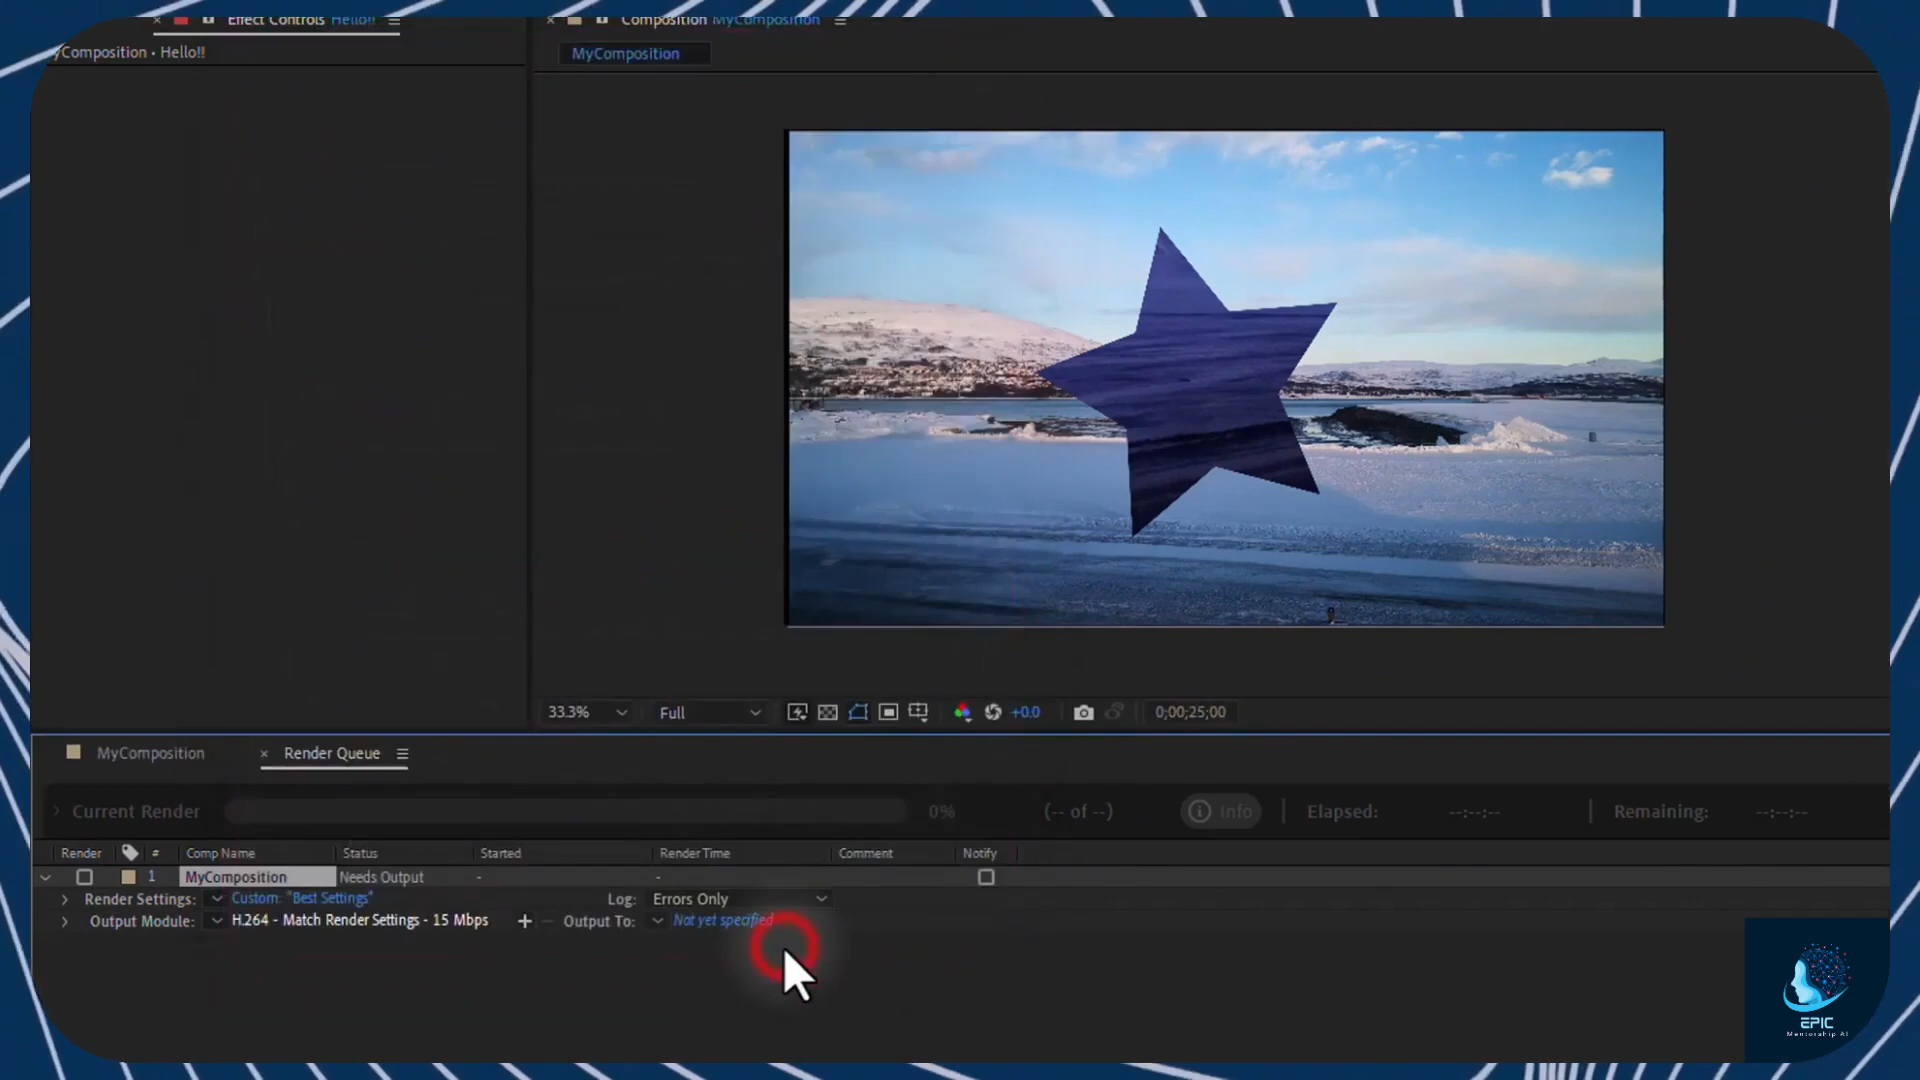 Effect Controls Hello!!
Composition MyComposition
/Composition • Hello!!
MyComposition
33.3%
Full
+0.0
0;00;25;00
MyComposition
Render Queue
Current Render
0%
(-- of --)
Info
Elapsed:
--:--:--
Remaining:
--:--:--
Render
#
Comp Name
Status
Started
Render Time
Comment
Notify
1
MyComposition
Needs Output
-
-
Render Settings:
Custom: "Best Settings"
Log:
Errors Only
Output Module:
H.264 - Match Render Settings - 15 Mbps
Output To:
Not yet specified
EPIC
Mentorship AI